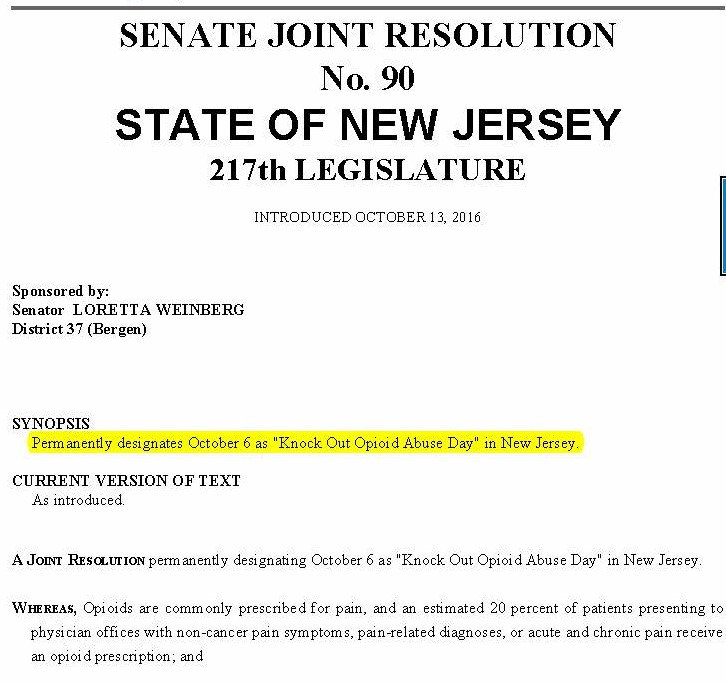 SENATE JOINT RESOLUTION
No. 90
STATE OF NEW JERSEY
217th LEGISLATURE
INTRODUCED OCTOBER 13, 2016
Sponsored by:
Senator LORETTA WEINBERG
District 37 (Bergen)
SYNOPSIS
Permanently designates October 6 as "Knock Out Opioid Abuse Day" in New Jersey.
CURRENT VERSION OF TEXT
As introduced.
A JOINT RESOLUTION permanently designating October 6 as "Knock Out Opioid Abuse Day" in New Jersey.
WHEREAS, Opioids are commonly prescribed for pain, and an estimated 20 percent of patients presenting to
physician offices with non-cancer pain symptoms, pain-related diagnoses, or acute and chronic pain receive
an opioid prescription; and